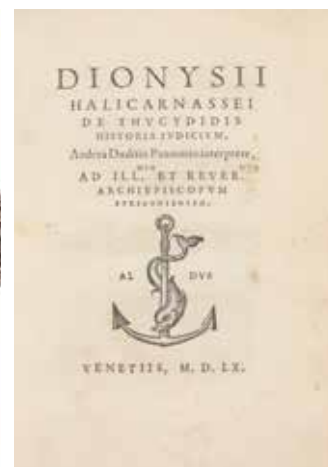 DIONYSII
HALICARNASSEI
DE THVCYDIDIS
HISTORIA IVDICIVM,
Andrea Duditio Pannonio interprete,
AD ILL. ET REVER.
ARCHIEPISCOPVM
STRIGONIENSEM.
AL DVS
VENETIIS, M. D. LX.